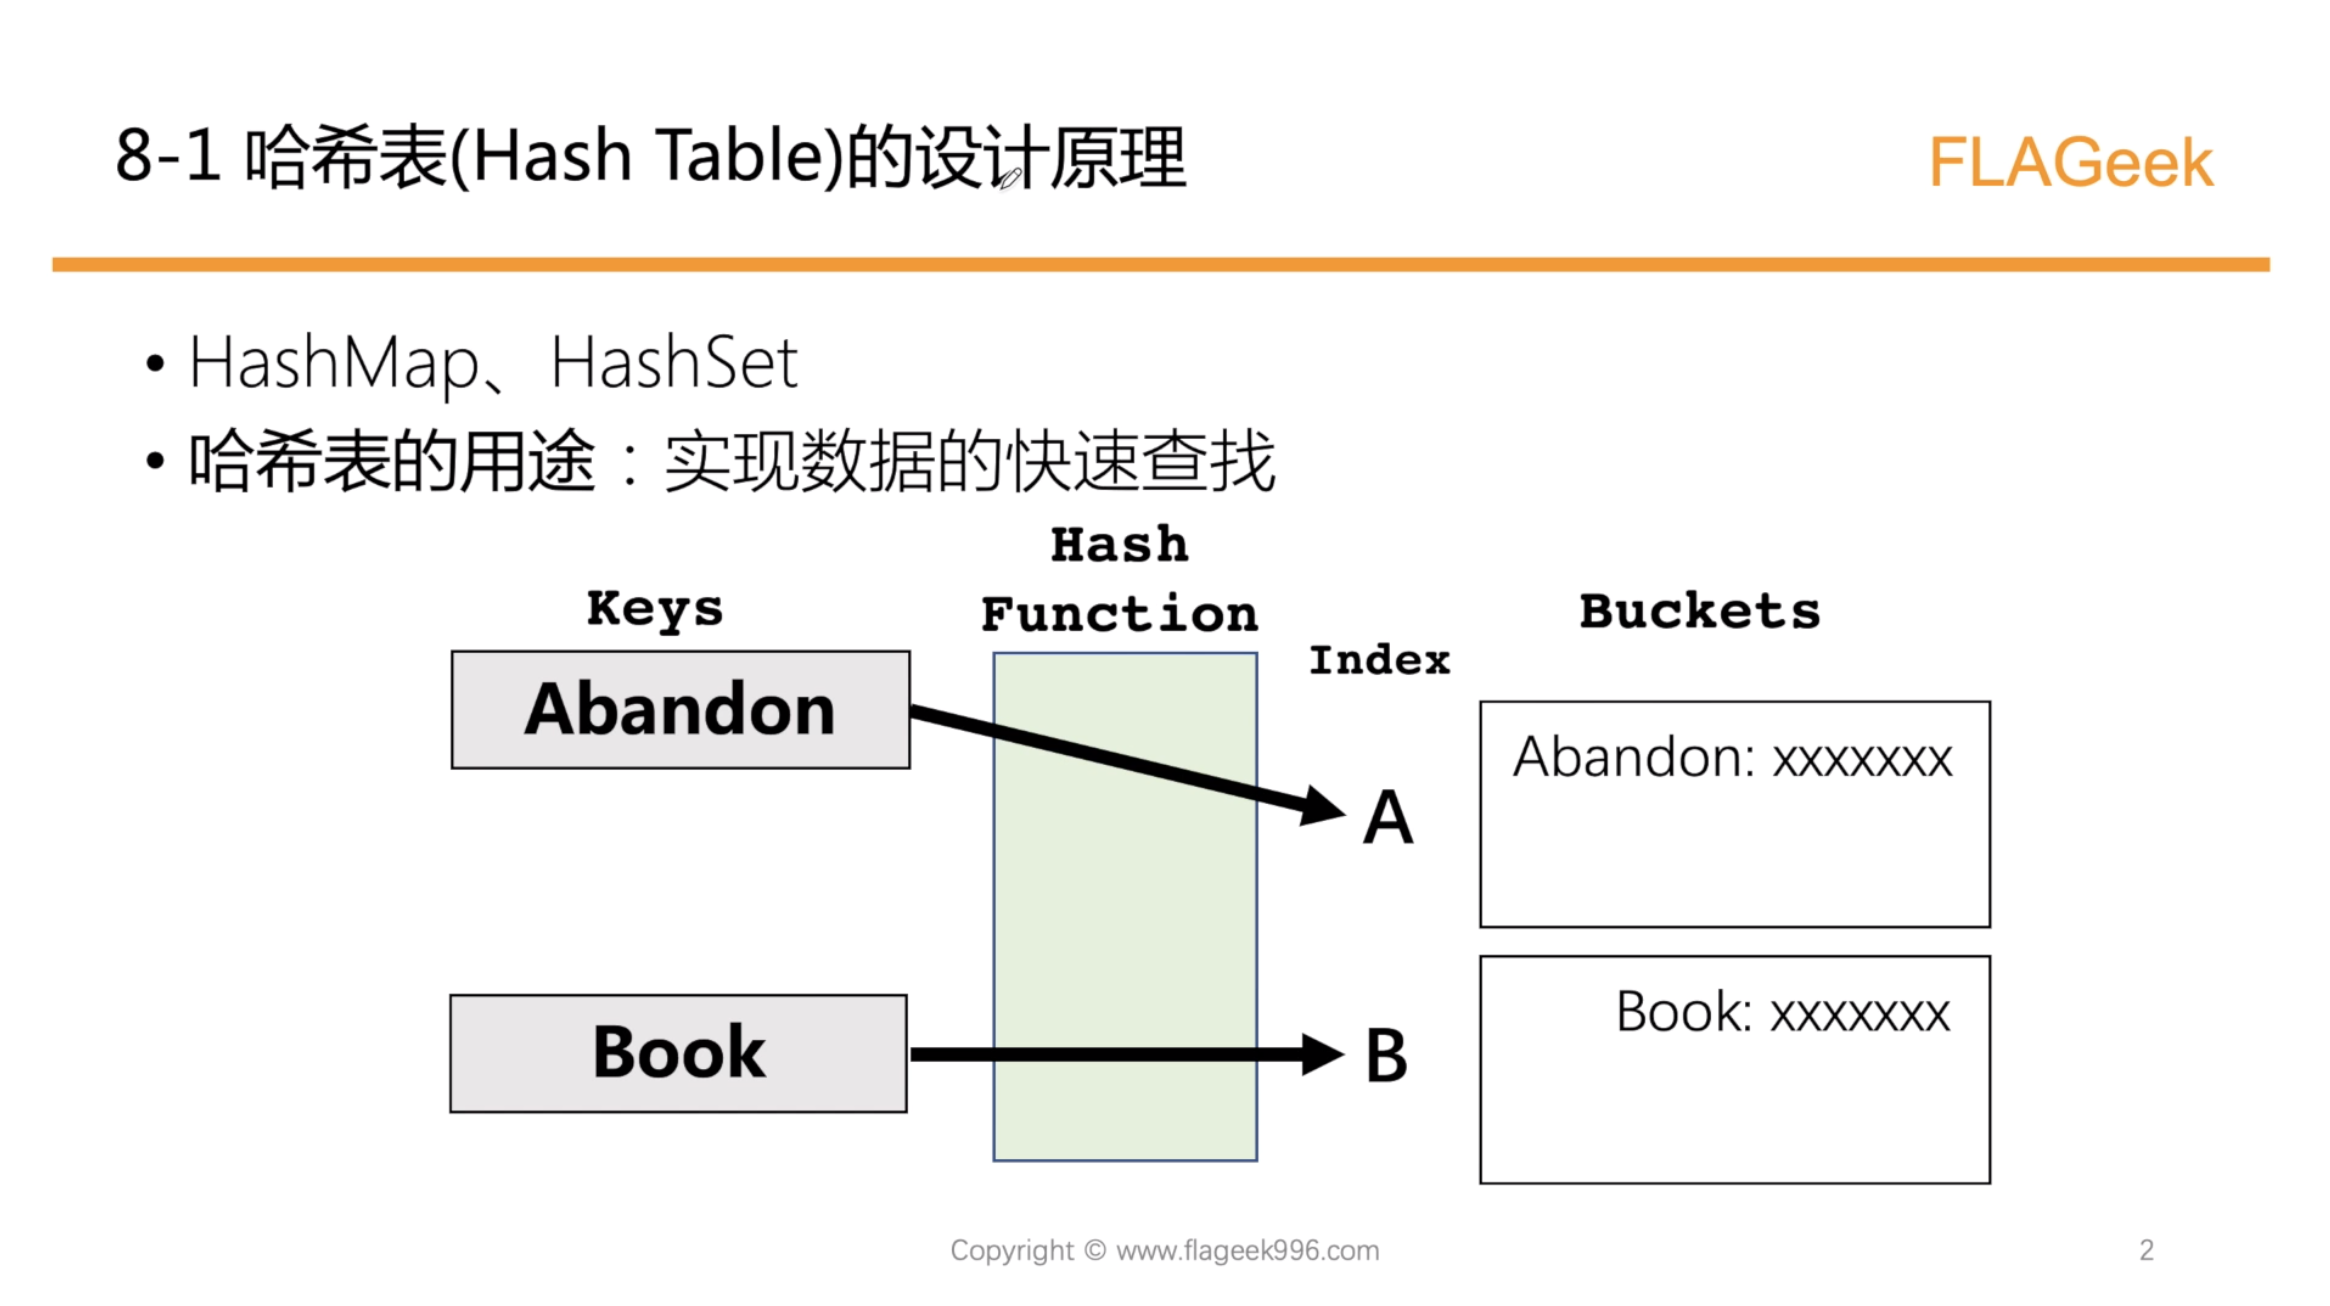 8-1 哈希表(Hash Table)的设计原理
FLAGeek
• HashMap、HashSet
• 哈希表的用途：实现数据的快速查找
Keys
Hash
Function
Index
Buckets
Abandon
A
Abandon: xxxxxxx
Book
B
Book: xxxxxxx
Copyright © www.flageek996.com
2